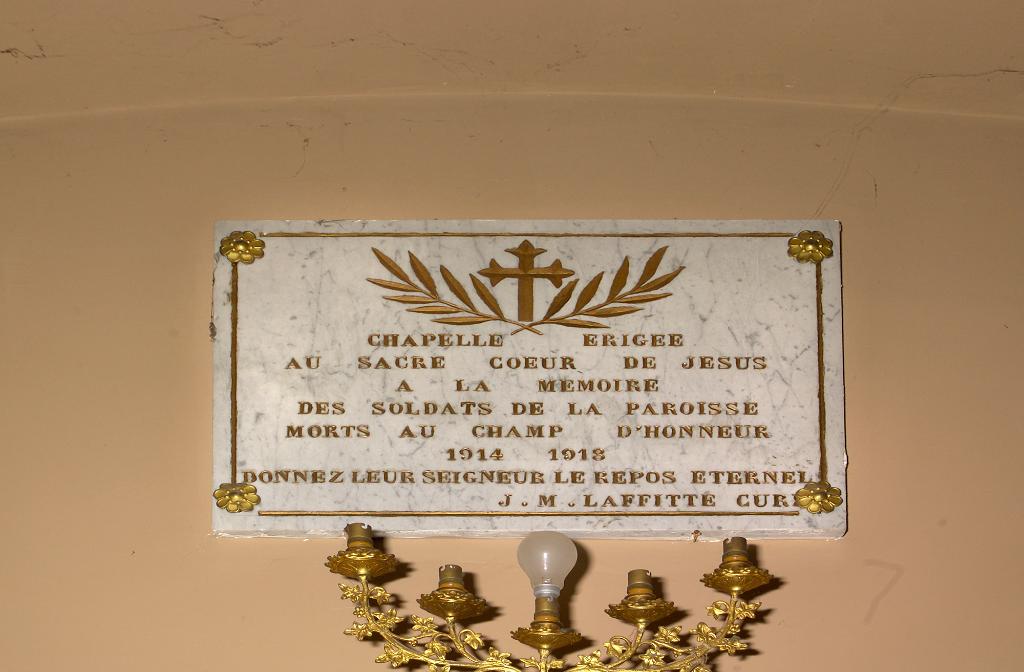 CHAPELLE ERIGEE
AU SACRE COEUR DE JESUS
A LA MEMOIRE
DES SOLDATS DE LA PAROISSE
MORTS AU CHAMP D'HONNEUR
1914 1918
DONNEZ LEUR SEIGNEUR LE REPOS ETERNEL
J. M. LAFFITTE CURE